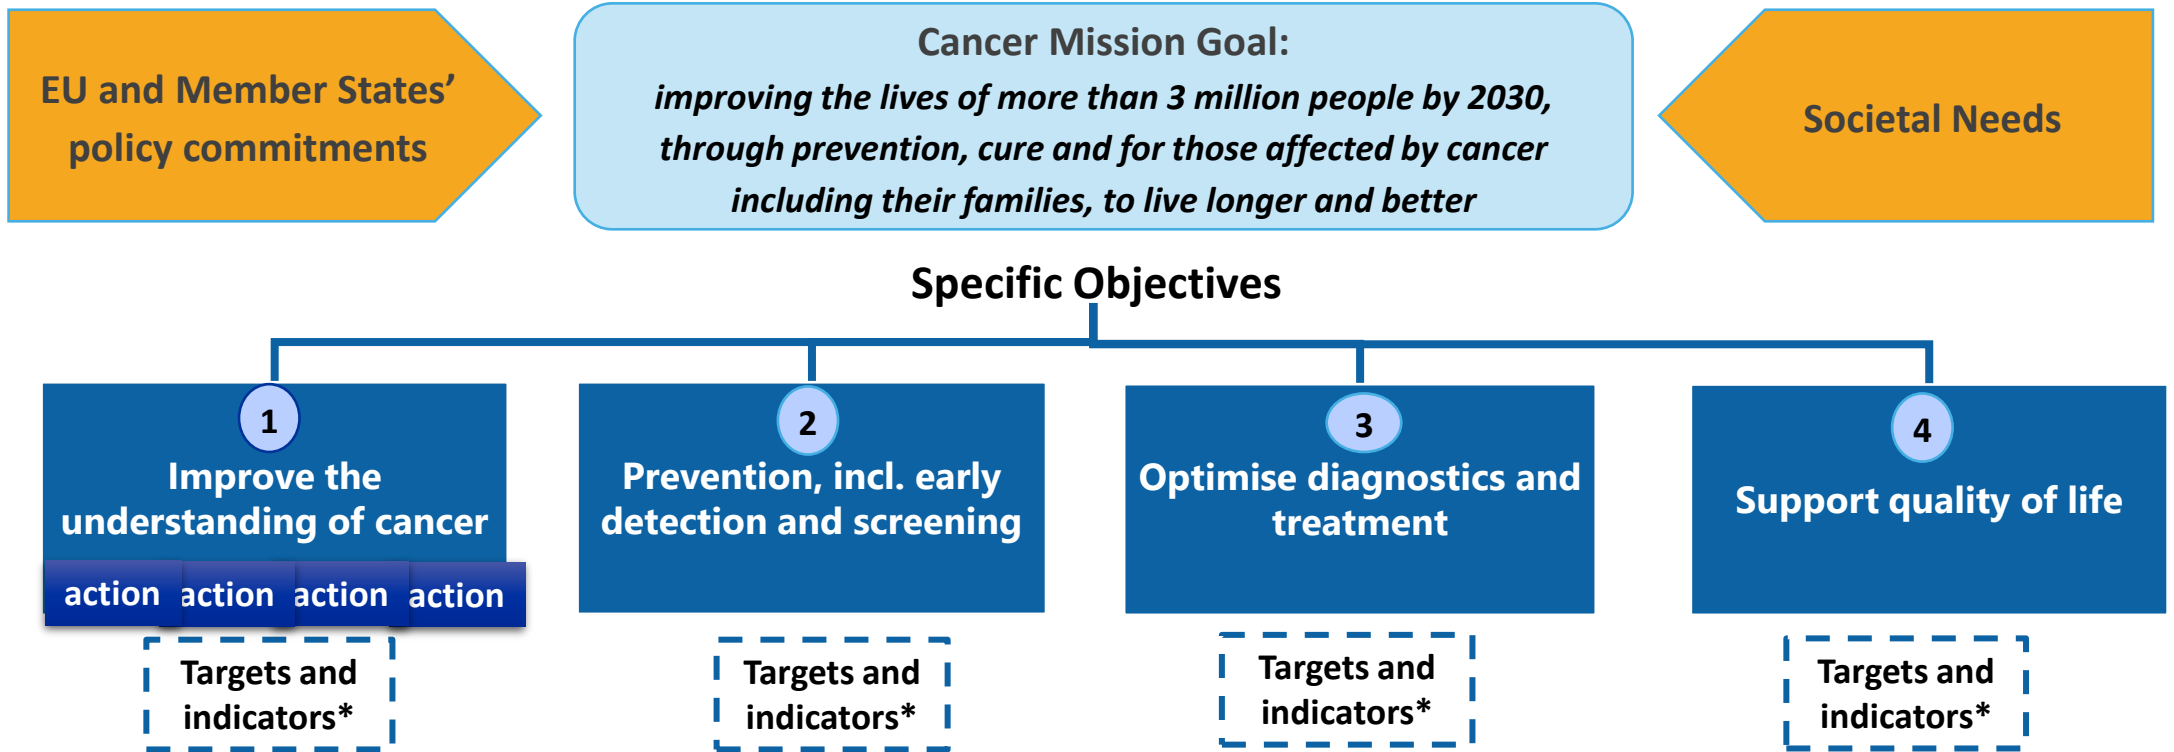 EU and Member States’
policy commitments
Cancer Mission Goal:
improving the lives of more than 3 million people by 2030,
through prevention, cure and for those affected by cancer
including their families, to live longer and better
Societal Needs
Specific Objectives
1
Improve the
understanding of cancer
action
action
action
action
Targets and
indicators*
2
Prevention, incl. early
detection and screening
Targets and
indicators*
3
Optimise diagnostics and
treatment
Targets and
indicators*
4
Support quality of life
Targets and
indicators*